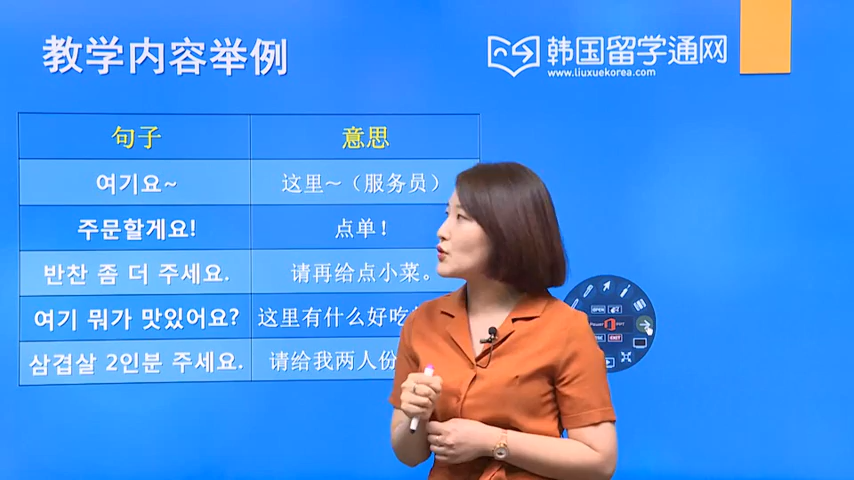 教学内容举例
韩国留学通网
www.liuxuekorea.com
句子 意思
여기요~ 这里~（服务员）
주문할게요! 点单！
반찬 좀 더 주세요. 请再给点小菜。
여기 뭐가 맛있어요? 这里有什么好吃
삼겹살 2인분 주세요. 请给我两人份
OPEN
Power
EXIT